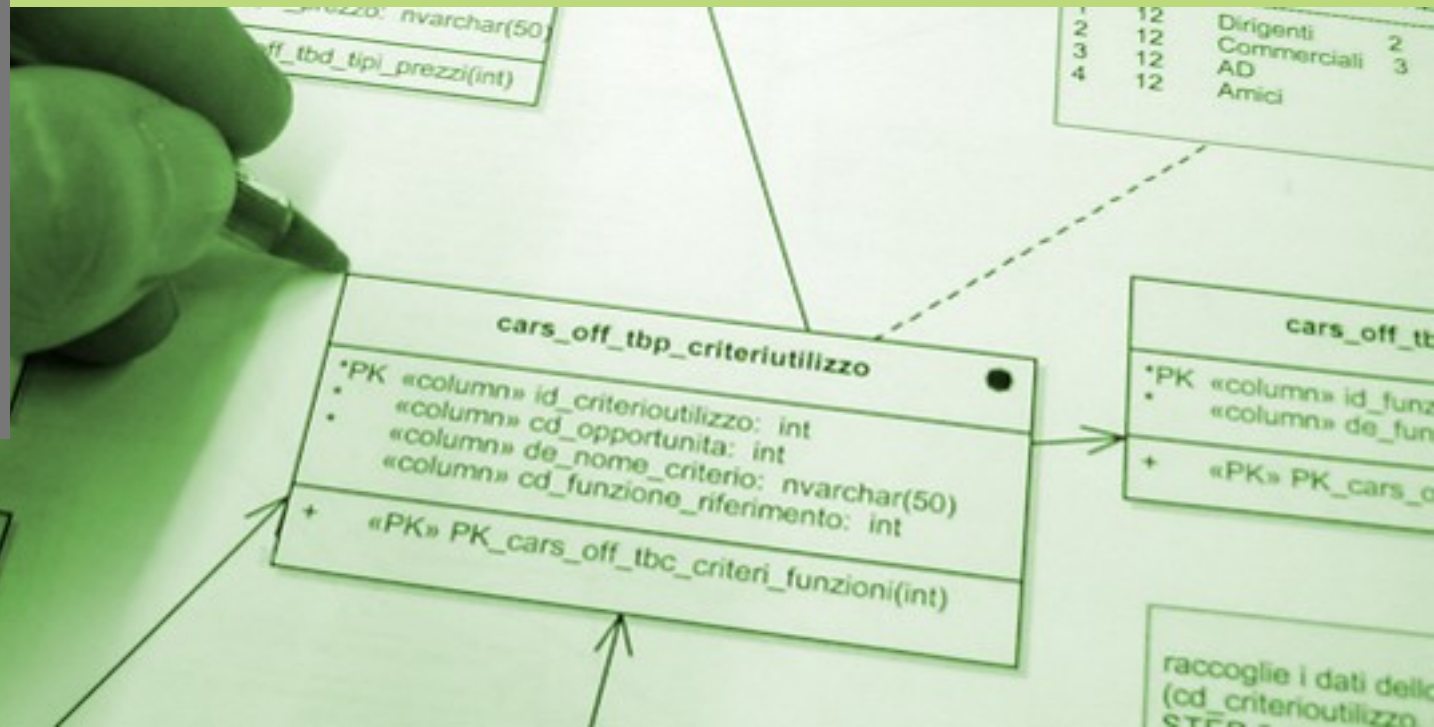 prezzo: nvarchar(50)
off_tbd_tipi_prezzi(int)
1 12 Dirigenti 2
2 12 Commerciali 3
3 12 AD
4 12 Amici
cars_off_tbp_criteriutilizzo
*PK «column» id_criterioutilizzo: int
* «column» cd_opportunita: int
* «column» de_nome_criterio: nvarchar(50)
«column» cd_funzione_riferimento: int
+ «PK» PK_cars_off_tbc_criteri_funzioni(int)
cars_off_tb
*PK «column» id_funz
* «column» de_fun
+ «PK» PK_cars_o
raccoglie i dati dello
(cd_criterioutilizzo